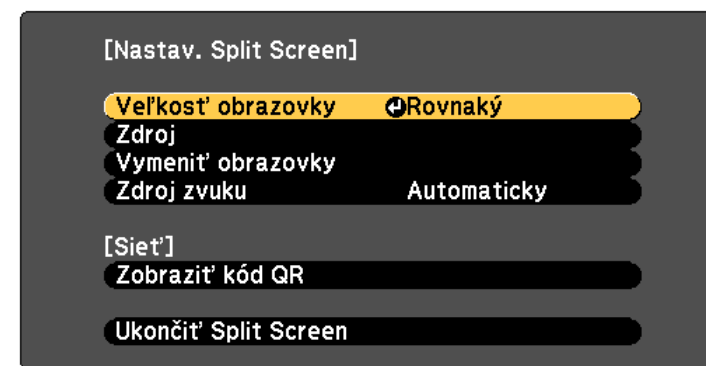 [Nastav. Split Screen]
Veľkosť obrazovky Rovnaký
Zdroj
Vymeniť obrazovky
Zdroj zvuku Automaticky
[Sieť]
Zobraziť kód QR
Ukončiť Split Screen